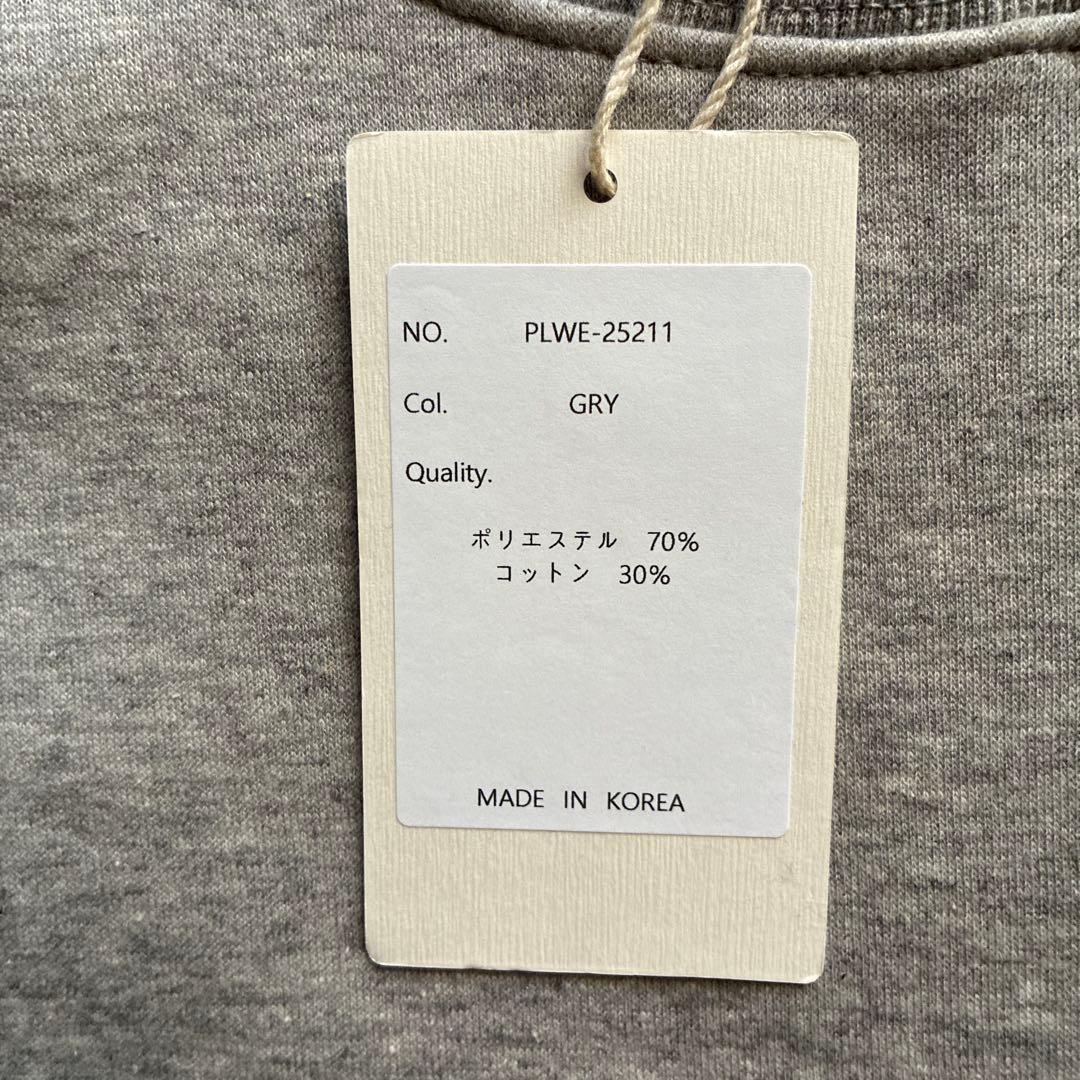 NO. PLWE-25211
Col. GRY
Quality.
ポリエステル 70%
コットン 30%
MADE IN KOREA